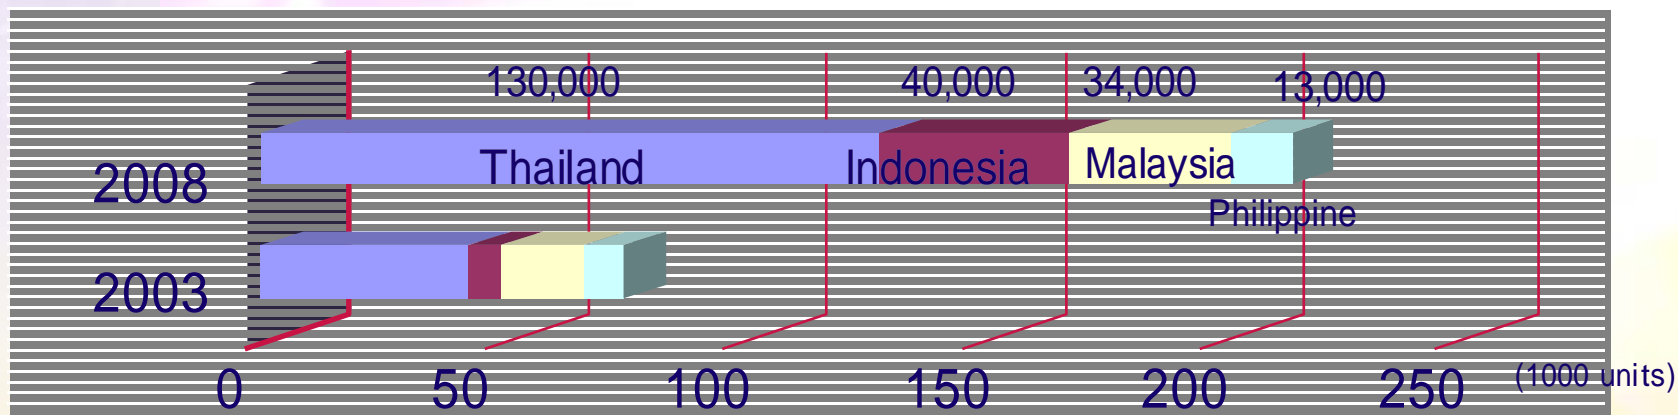 130,000 40,000 34,000 13,000
2008 Thailand Indonesia Malaysia
Philippine
2003
0 50 100 150 200 250 (1000 units)